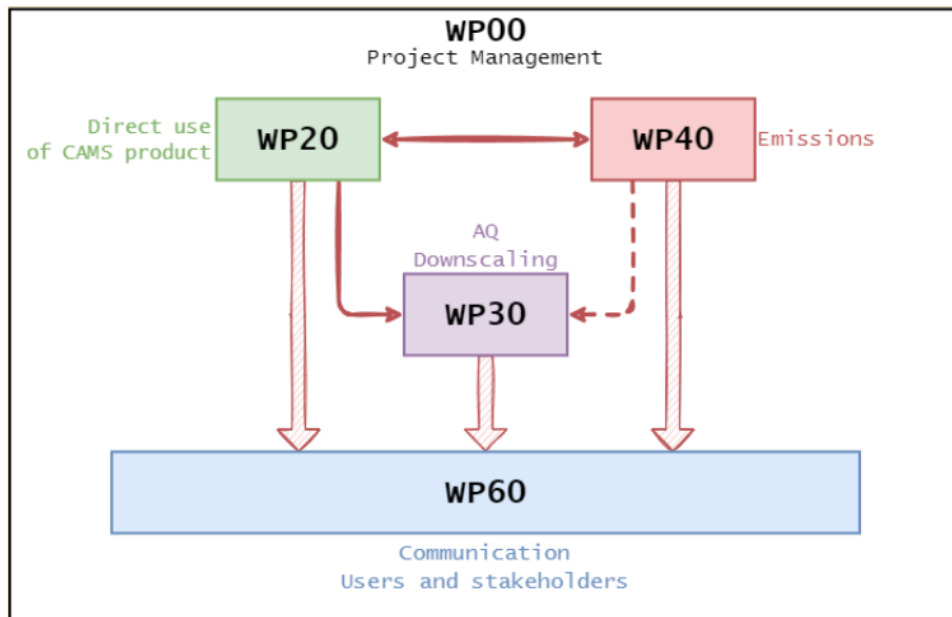 WP00
Project Management
Direct use
of CAMS product
WP20
WP40
Emissions
AQ
Downscaling
WP30
WP60
Communication
Users and stakeholders